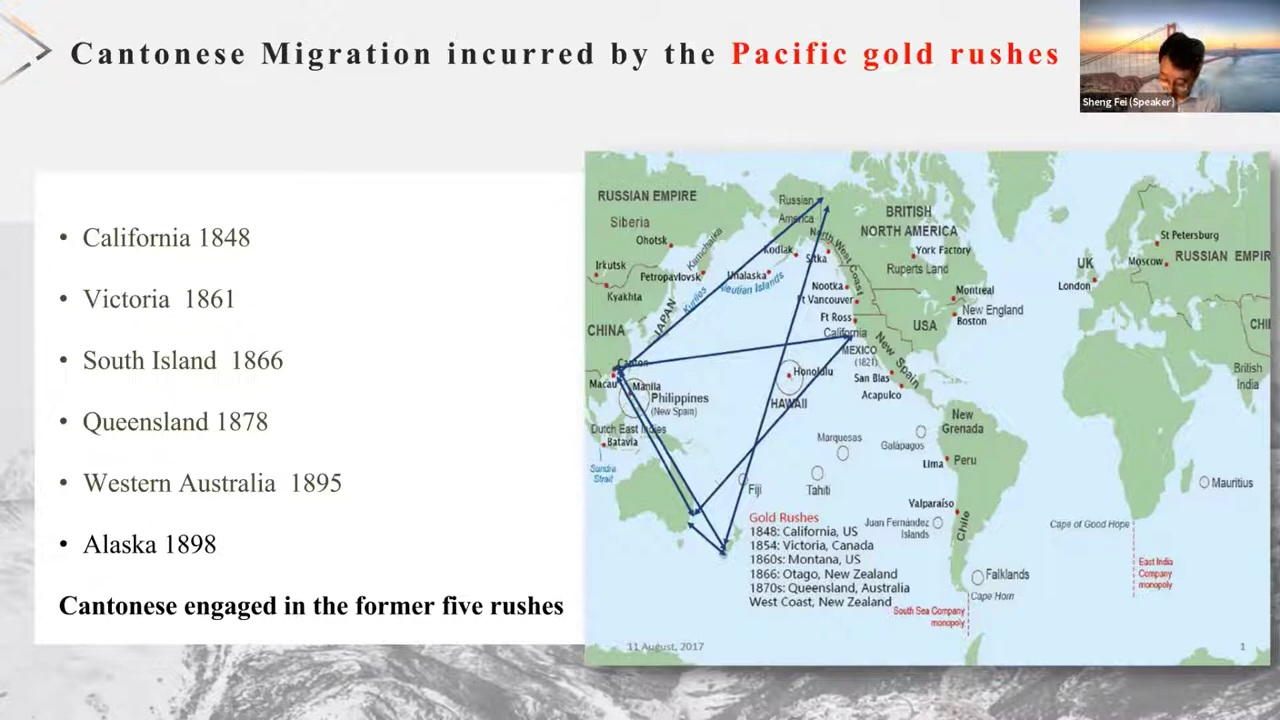 Cantonese Migration incurred by the Pacific gold rushes
Sheng Fei (Speaker)
• California 1848
• Victoria 1861
• South Island 1866
• Queensland 1878
• Western Australia 1895
• Alaska 1898
Cantonese engaged in the former five rushes
RUSSIAN EMPIRE
Siberia
Ohotsk
Kamchatka
Irkutsk
Petropavlovsk
Kyakhta
Kuriles
JAPAN
CHINA
Canton
Macau
Manila
Philippines
(New Spain)
Dutch East Indies
Batavia
Sunda
Strait
Russian
America
Kodiak
Sitka
Unalaska
Aleutian Islands
North West Coast
BRITISH
NORTH AMERICA
York Factory
Ruperts Land
Nootka
Ft Vancouver
Ft Ross
California
Montreal
New England
Boston
USA
MEXICO
(1821)
New Spain
San Blas
Acapulco
Honolulu
HAWAII
Marquesas
Galapagos
Tahiti
Fiji
New
Grenada
Lima
Peru
Valparaíso
Chile
Juan Fernández
Islands
Falklands
Cape Horn
South Sea Company
monopoly
St Petersburg
Moscow
RUSSIAN EMPIR
UK
London
CHI
British
India
Mauritius
Cape of Good Hope
East India
Company
monopoly
Gold Rushes
1848: California, US
1854: Victoria, Canada
1860s: Montana, US
1866: Otago, New Zealand
1870s: Queensland, Australia
West Coast, New Zealand
11 August, 2017
1